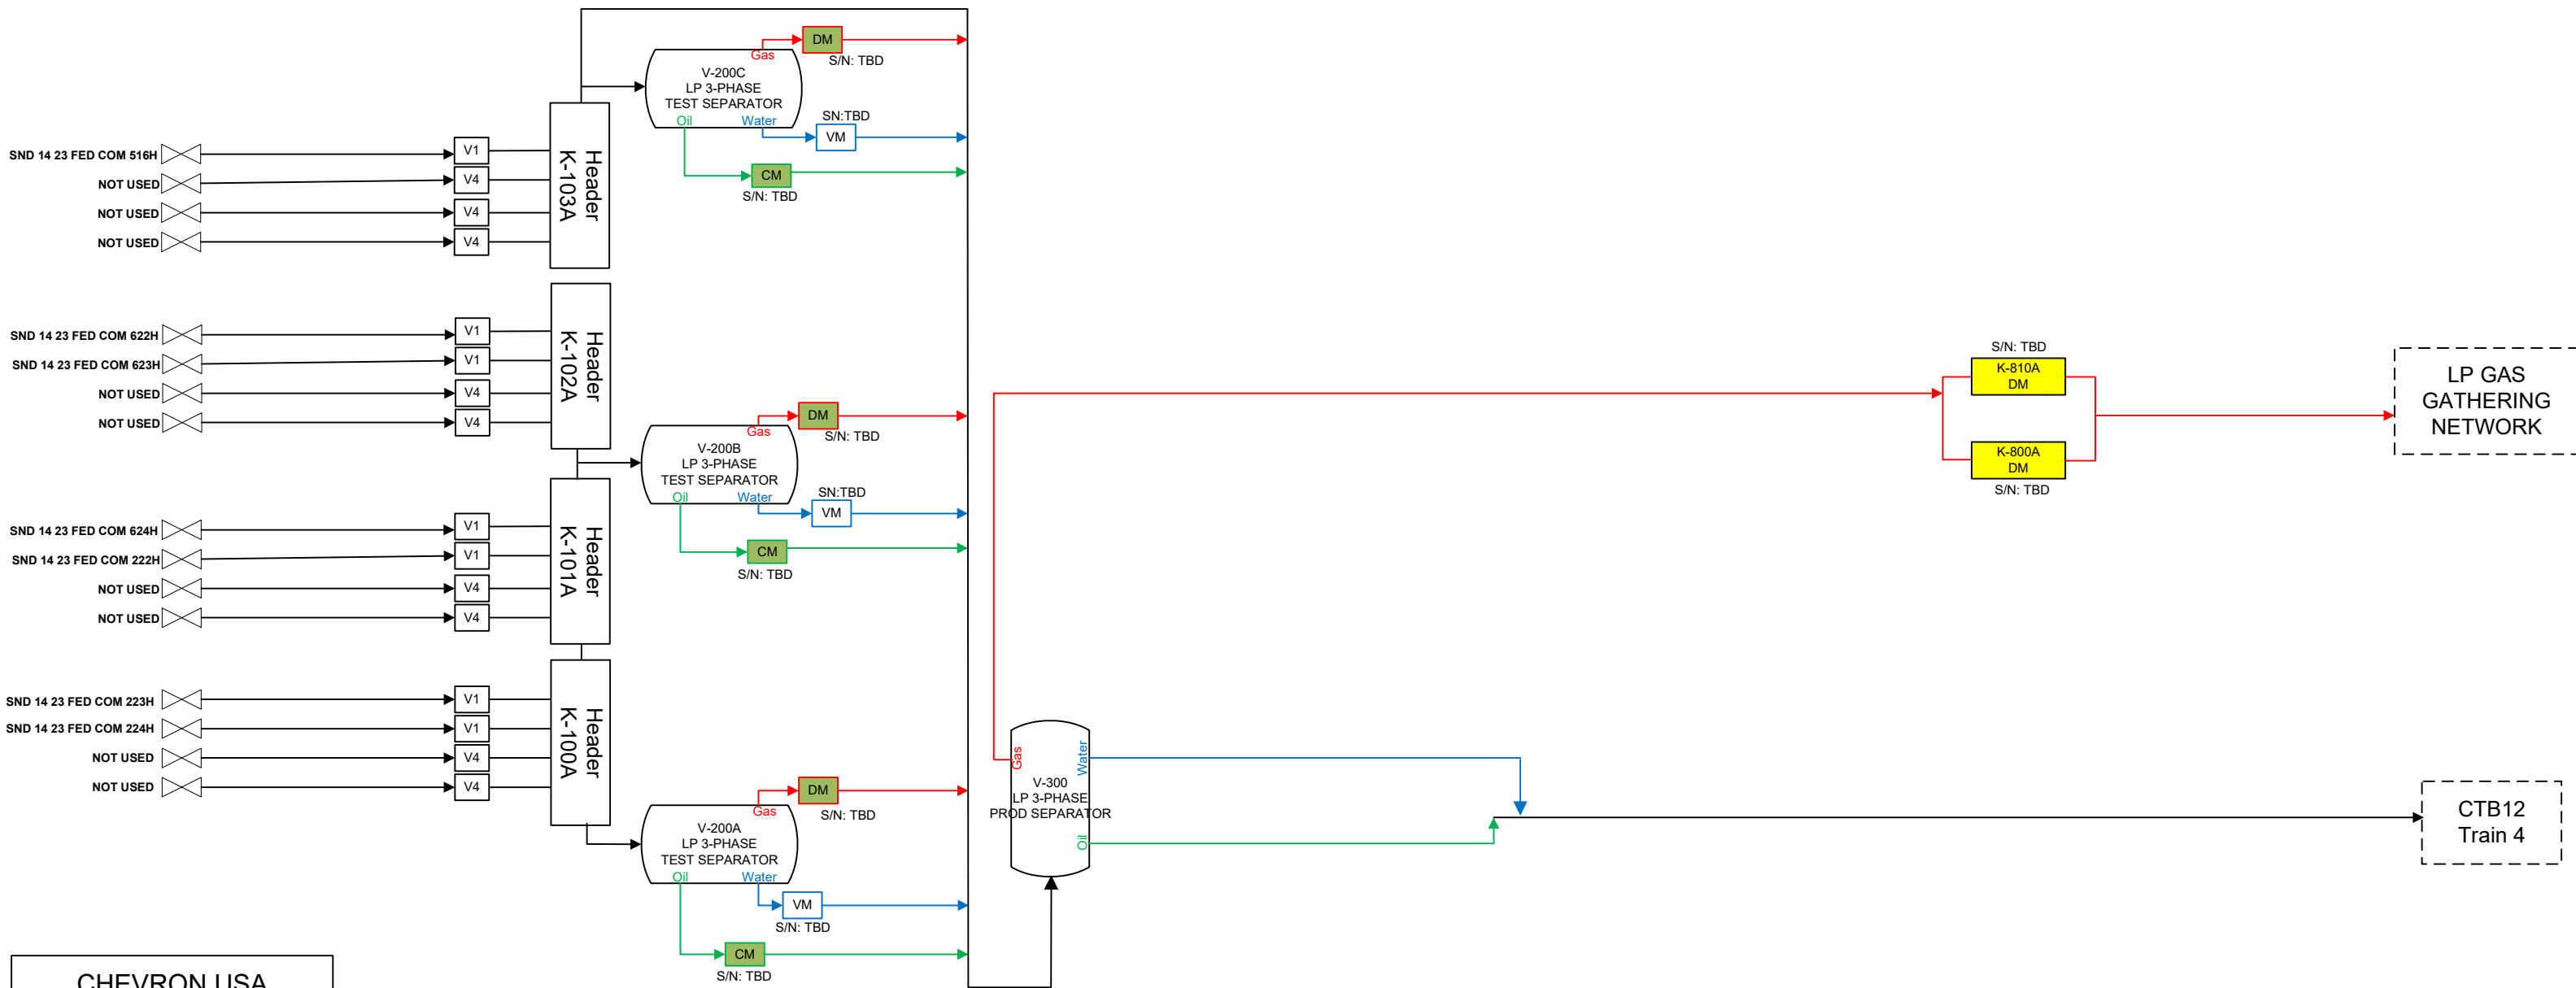 V-200C
LP 3-PHASE
TEST SEPARATOR
Gas
Oil
Water
DM
S/N: TBD
SN:TBD
VM
CM
S/N: TBD
SND 14 23 FED COM 516H
NOT USED
NOT USED
NOT USED
V1
V4
V4
V4
Header
K-103A
SND 14 23 FED COM 622H
SND 14 23 FED COM 623H
NOT USED
NOT USED
V1
V1
V4
V4
Header
K-102A
V-200B
LP 3-PHASE
TEST SEPARATOR
Gas
Oil
Water
DM
S/N: TBD
SN:TBD
VM
CM
S/N: TBD
SND 14 23 FED COM 624H
SND 14 23 FED COM 222H
NOT USED
NOT USED
V1
V1
V4
V4
Header
K-101A
SND 14 23 FED COM 223H
SND 14 23 FED COM 224H
NOT USED
NOT USED
V1
V1
V4
V4
Header
K-100A
V-200A
LP 3-PHASE
TEST SEPARATOR
Gas
Oil
Water
DM
S/N: TBD
VM
S/N: TBD
CM
S/N: TBD
Gas
Water
V-300
LP 3-PHASE
PROD SEPARATOR
Oil
S/N: TBD
K-810A
DM
K-800A
DM
S/N: TBD
LP GAS
GATHERING
NETWORK
CTB12
Train 4
CHEVRON USA